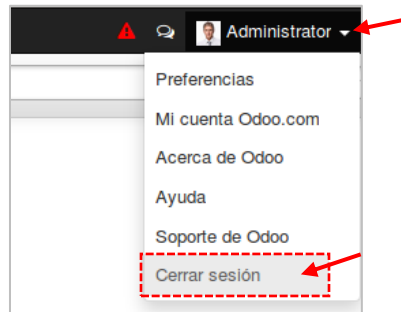 Administrator
Preferencias
Mi cuenta Odoo.com
Acerca de Odoo
Ayuda
Soporte de Odoo
Cerrar sesión